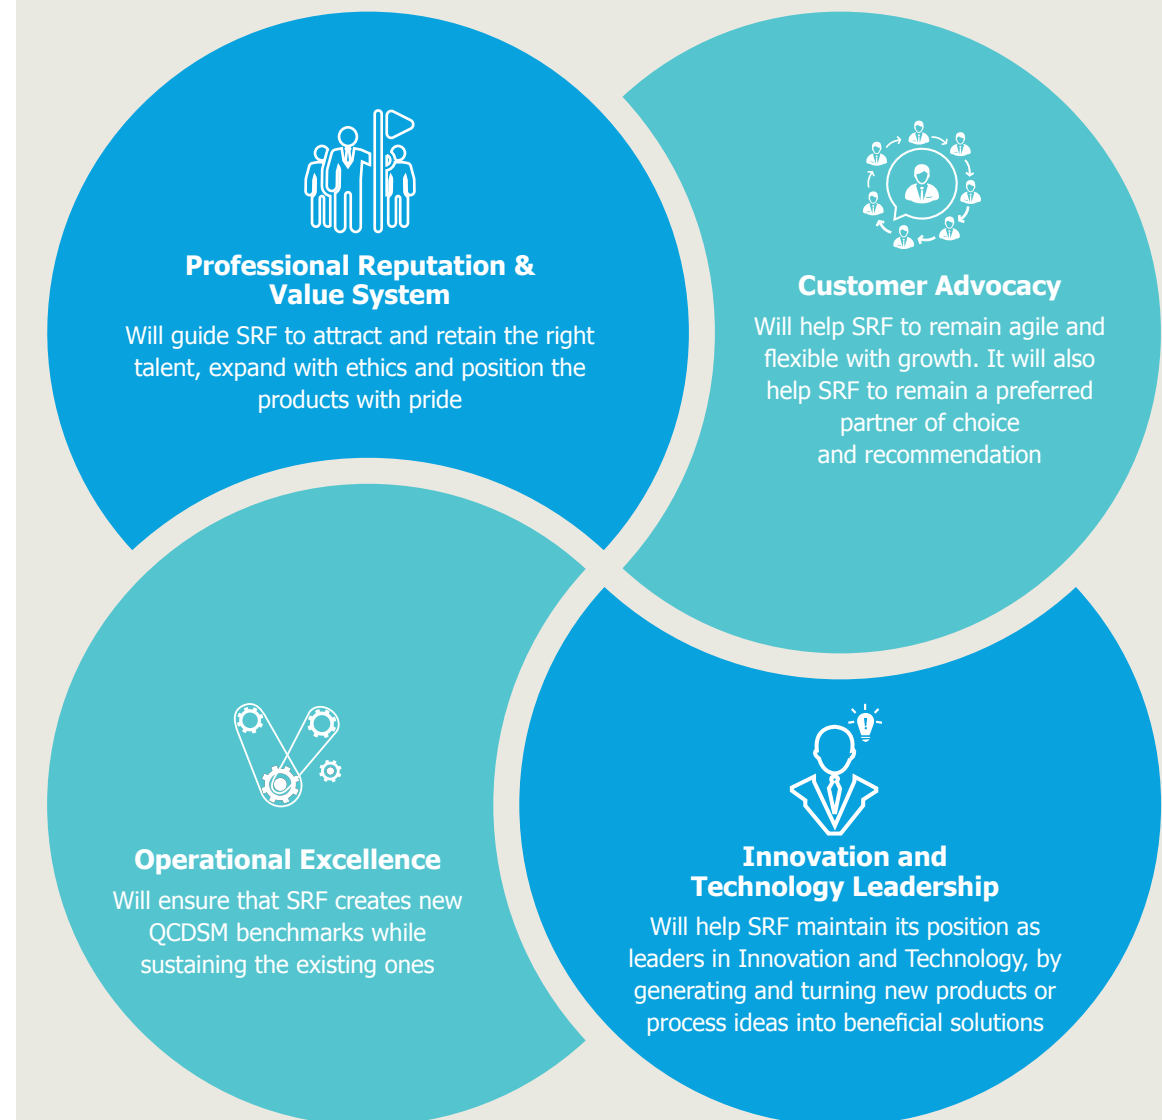 Professional Reputation &
Value System
Will guide SRF to attract and retain the right
talent, expand with ethics and position the
products with pride
Customer Advocacy
Will help SRF to remain agile and
flexible with growth. It will also
help SRF to remain a preferred
partner of choice
and recommendation
Operational Excellence
Will ensure that SRF creates new
QCDSM benchmarks while
sustaining the existing ones
Innovation and
Technology Leadership
Will help SRF maintain its position as
leaders in Innovation and Technology, by
generating and turning new products or
process ideas into beneficial solutions